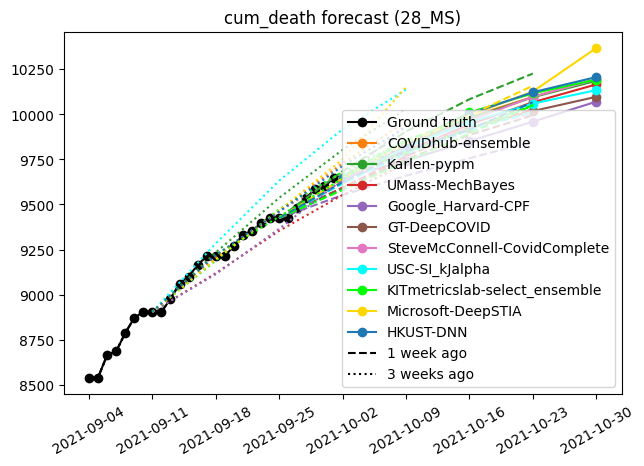 cum_death forecast (28_MS)
10250
10000
9750
9500
9250
9000
8750
8500
Ground truth
COVIDhub-ensemble
Karlen-pypm
UMass-MechBayes
Google_Harvard-CPF
GT-DeepCOVID
SteveMcConnell-CovidComplete
USC-SI_kJalpha
KITmetricslab-select_ensemble
Microsoft-DeepSTIA
HKUST-DNN
1 week ago
3 weeks ago
2021-09-04
2021-09-11
2021-09-18
2021-09-25
2021-10-02
2021-10-09
2021-10-16
2021-10-23
2021-10-30